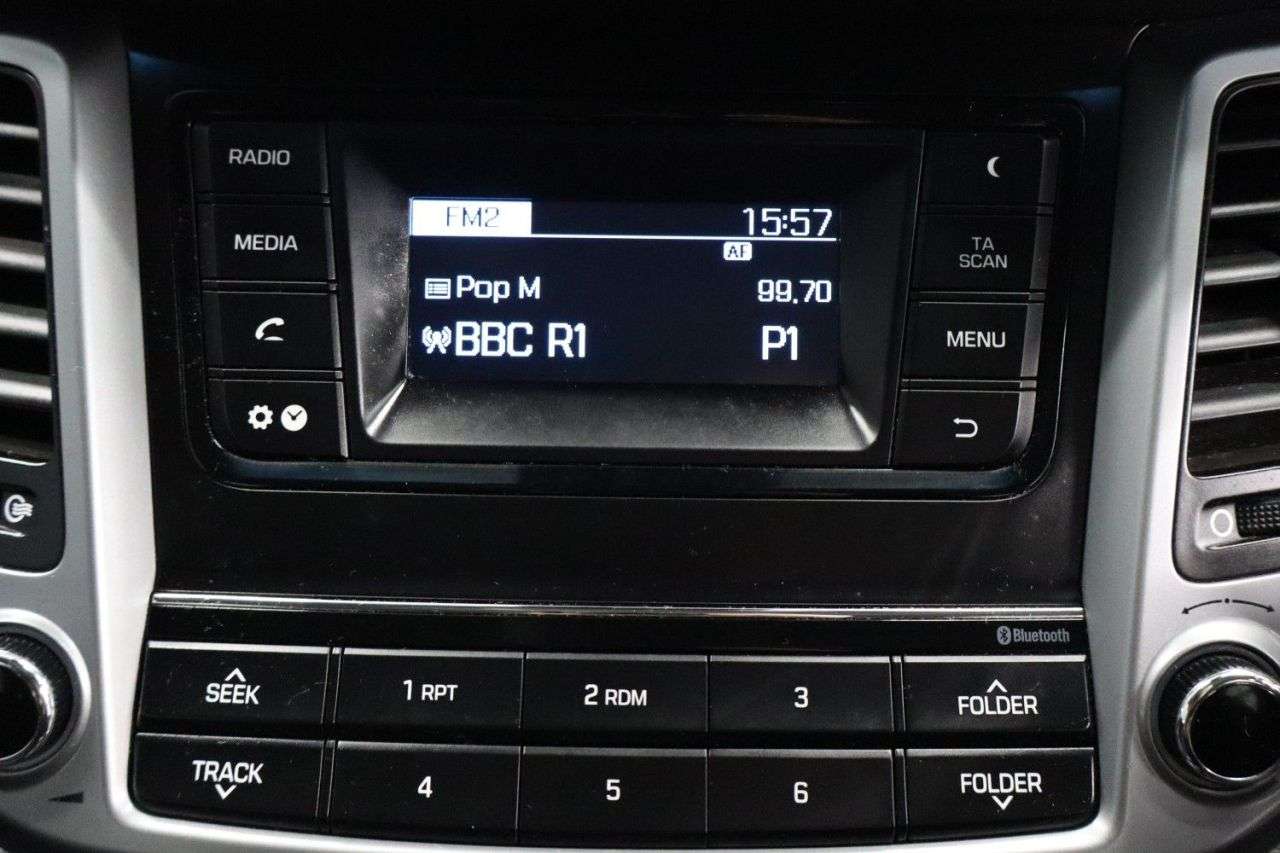 RADIO
MEDIA
FM2 15:57
AF
Pop M 99.70
BBC R1 P1
TA
SCAN
MENU
Bluetooth
SEEK 1 RPT 2 RDM 3 FOLDER
TRACK 4 5 6 FOLDER